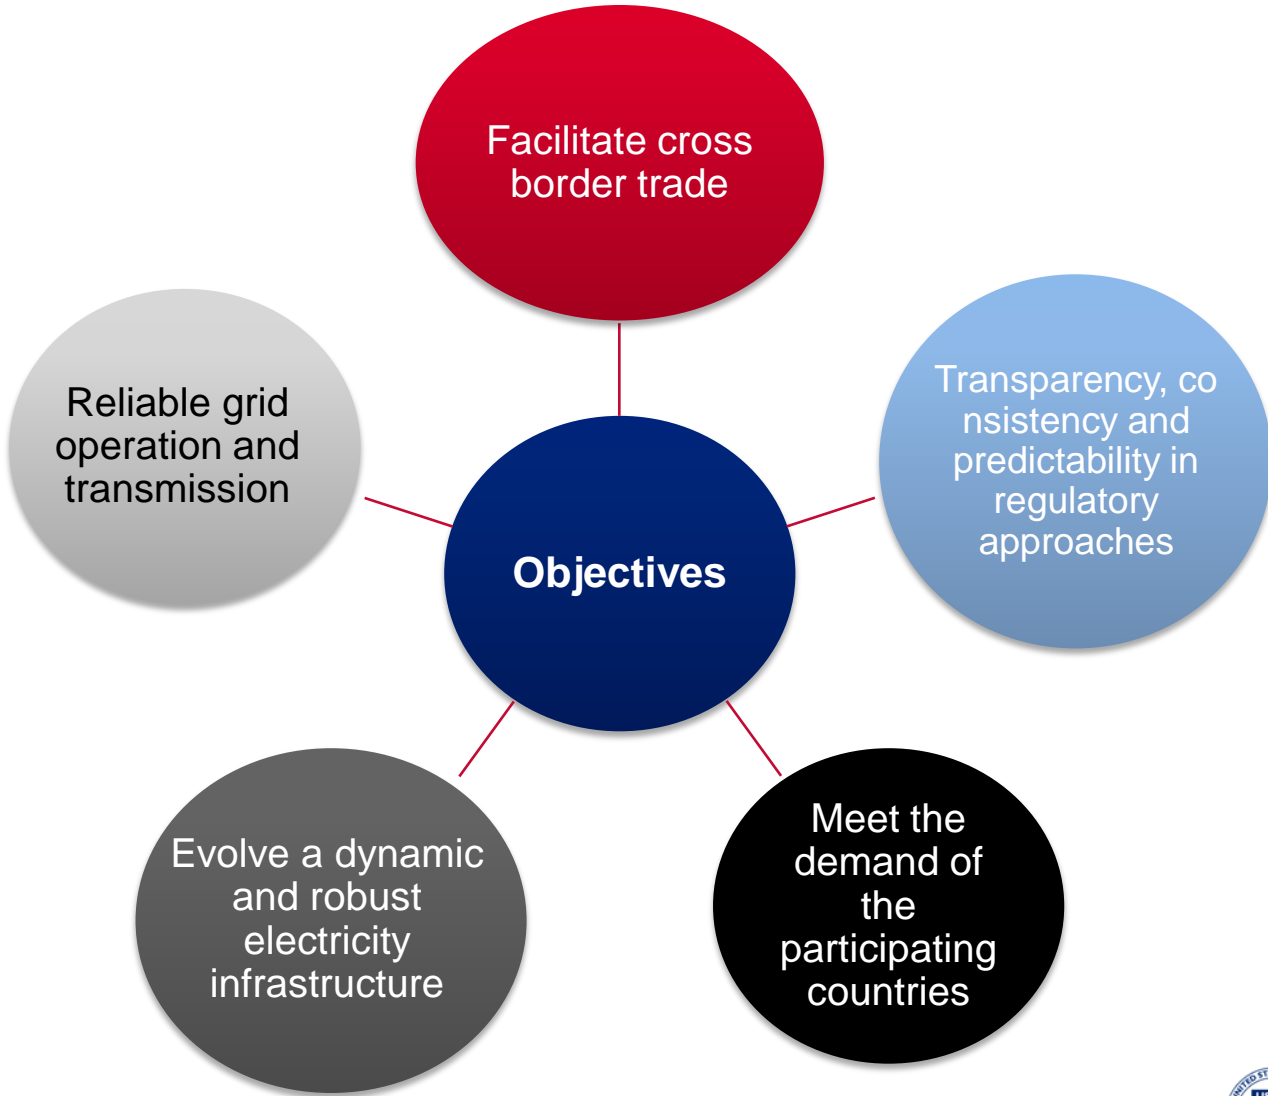 Facilitate cross
border trade
Transparency, co
nsistency and
predictability in
regulatory
approaches
Reliable grid
operation and
transmission
Objectives
Meet the
demand of
the
participating
countries
Evolve a dynamic
and robust
electricity
infrastructure